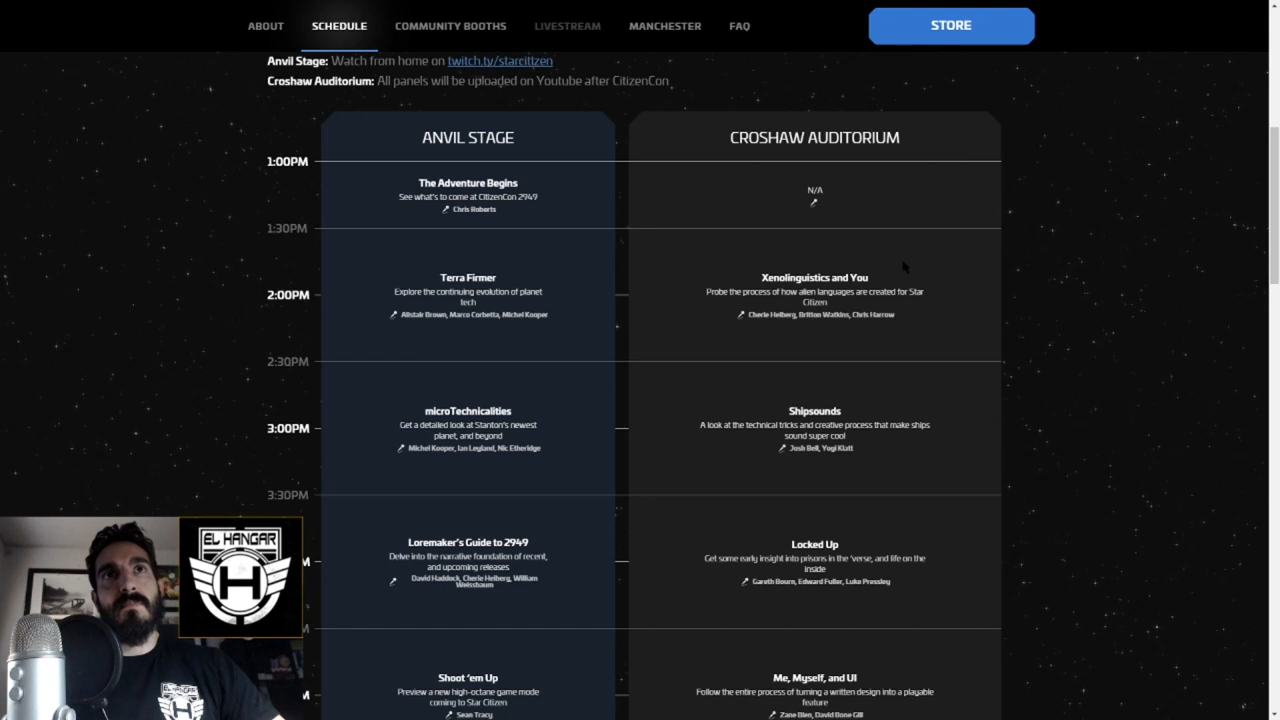 ABOUT
SCHEDULE
COMMUNITY BOOTHS
LIVESTREAM
MANCHESTER
FAQ
STORE
Anvil Stage: Watch from home on twitch.tv/starcitizen
Croshaw Auditorium: All panels will be uploaded on Youtube after CitizenCon
ANVIL STAGE
CROSHAW AUDITORIUM
1:00PM
The Adventure Begins
See what's to come at CitizenCon 2949
Chris Roberts
N/A
1:30PM
Terra Firmer
Explore the continuing evolution of planet
tech
Alistair Brown, Marco Corbetta, Michel Kooper
2:00PM
Xenolinguistics and You
Probe the process of how alien languages are created for Star
Citizen
Cherie Heiberg, Britton Watkins, Chris Harrow
2:30PM
microTechnicalities
Get a detailed look at Stanton's newest
planet, and beyond
Michel Kooper, Ian Leyland, Nic Etheridge
3:00PM
Shipsounds
A look at the technical tricks and creative process that make ships
sound super cool
Josh Bell, Yogi Klatt
3:30PM
Loremaker's Guide to 2949
Delve into the narrative foundation of recent,
and upcoming releases
David Haddock, Cherie Heiberg, William
Weissbaum
Locked Up
Get some early insight into prisons in the 'verse, and life on the
inside
Gareth Bourn, Edward Fuller, Luke Pressley
Shoot 'em Up
Preview a new high-octane game mode
coming to Star Citizen
Sean Tracy
Me, Myself, and UI
Follow the entire process of turning a written design into a playable
feature
Zane Bien, David Bone Gill
EL HANGAR
H